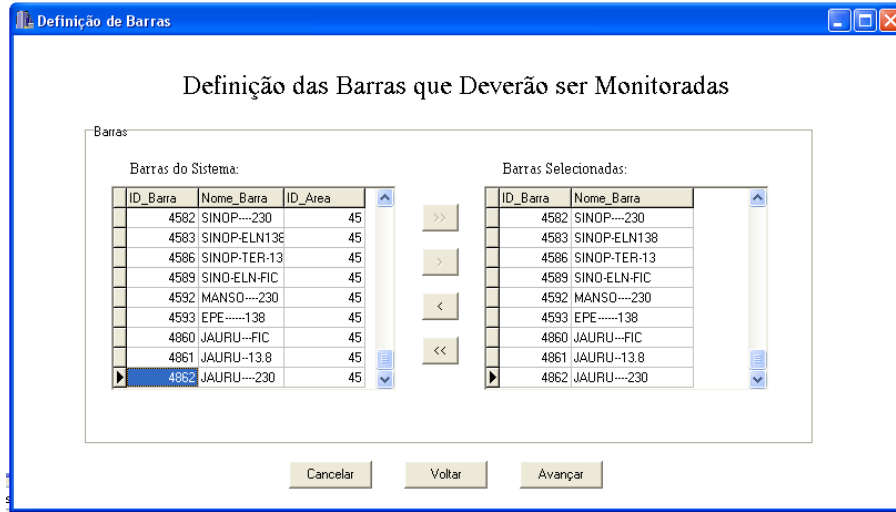 Definição de Barras
Definição das Barras que Deverão ser Monitoradas
Barras
Barras do Sistema:
ID_Barra Nome_Barra ID_Area
4582 SINOP----230 45
4583 SINOP-ELN138 45
4586 SINOP-TER-13 45
4589 SINO-ELN-FIC 45
4592 MANSO----230 45
4593 EPE------138 45
4860 JAURU---FIC 45
4861 JAURU--13.8 45
4862 JAURU----230 45
>>
>
<
<<
Barras Selecionadas:
ID_Barra Nome_Barra
4582 SINOP----230
4583 SINOP-ELN138
4586 SINOP-TER-13
4589 SINO-ELN-FIC
4592 MANSO----230
4593 EPE------138
4860 JAURU---FIC
4861 JAURU--13.8
4862 JAURU----230
Cancelar Voltar Avançar